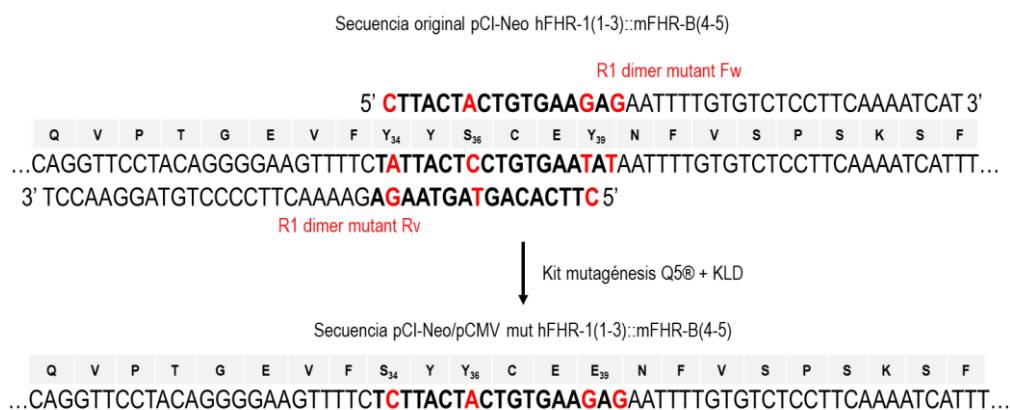 Secuencia original pCI-Neo hFHR-1(1-3)::mFHR-B(4-5)
R1 dimer mutant Fw
5' CTTACTACTGTGAAGAGAATTTTGTGTCTCCTTCAAAATCAT 3'
Q V P T G E V F Y34 Y S36 C E Y39 N F V S P S K S F
...CAGGTTCCTACAGGGGAAGTTTTCTATTACTCCTGTGAATATAATTTTGTGTCTCCTTCAAAATCATTT...
3' TCCAAGGATGTCCCCTTCAAAAGAGAATGATGACACTTC 5'
R1 dimer mutant Rv
Kit mutagénesis Q5® + KLD
Secuencia pCI-Neo/pCMV mut hFHR-1(1-3)::mFHR-B(4-5)
Q V P T G E V F S34 Y Y36 C E E39 N F V S P S K S F
...CAGGTTCCTACAGGGGAAGTTTTCTCTTACTACTGTGAAGAGAATTTTGTGTCTCCTTCAAAATCATTT...